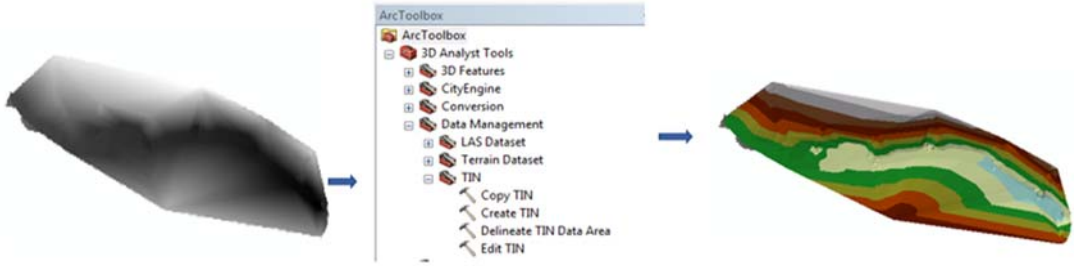 ArcToolbox
ArcToolbox
3D Analyst Tools
3D Features
CityEngine
Conversion
Data Management
LAS Dataset
Terrain Dataset
TIN
Copy TIN
Create TIN
Delineate TIN Data Area
Edit TIN